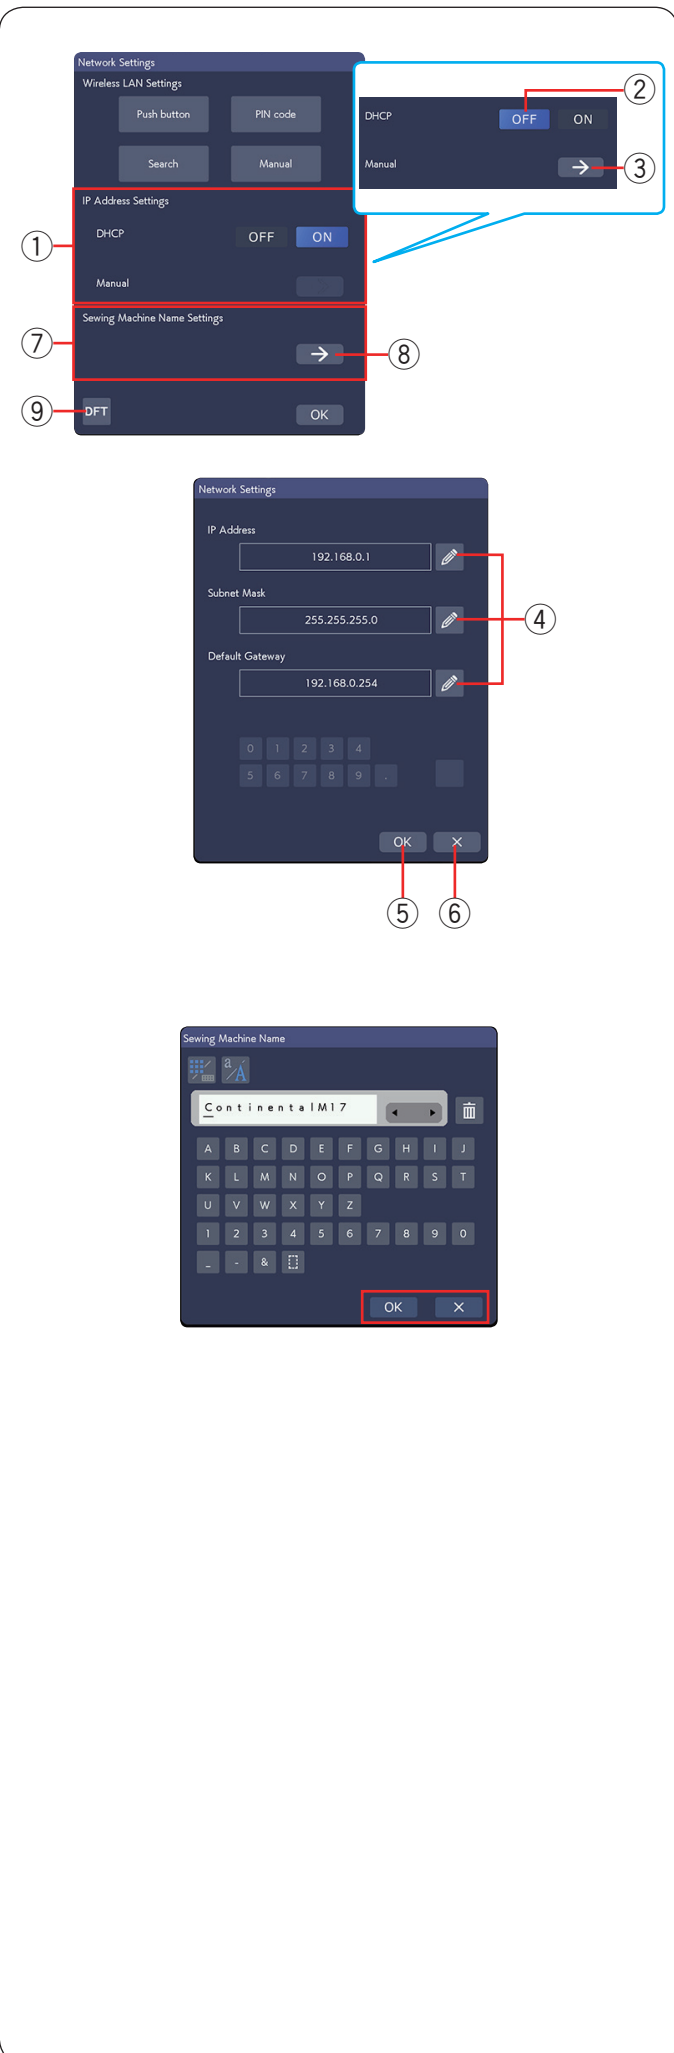 Network Settings
Wireless LAN Settings
Push button PIN code
Search Manual
IP Address Settings
DHCP OFF ON
Manual
Sewing Machine Name Settings
→
DFT OK
DHCP OFF ON
Manual →
①
②
③
⑦
⑧
⑨
Network Settings
IP Address
192.168.0.1
Subnet Mask
255.255.255.0
Default Gateway
192.168.0.254
0 1 2 3 4
5 6 7 8 9 .
OK ×
④
⑤ ⑥
Sewing Machine Name
a/A
ContinentalM17
A B C D E F G H I J
K L M N O P Q R S T
U V W X Y Z
1 2 3 4 5 6 7 8 9 0
_ - &
OK ×